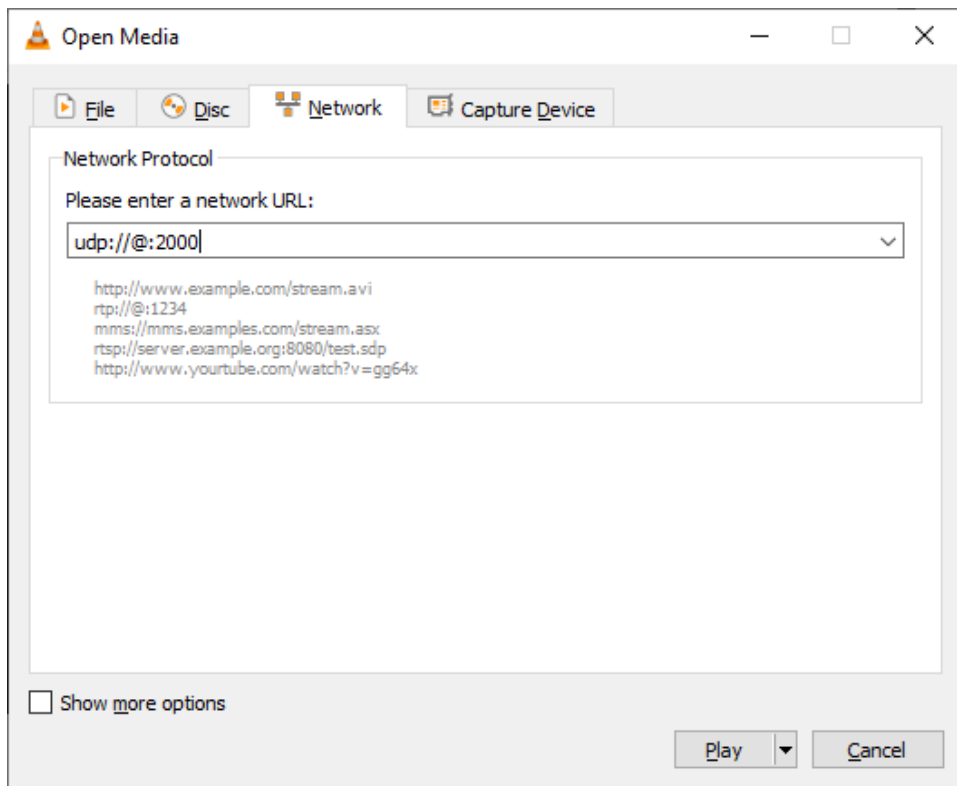 Open Media
File Disc Network Capture Device
Network Protocol
Please enter a network URL:
udp://@:2000
http://www.example.com/stream.avi
rtp://@:1234
mms://mms.examples.com/stream.asx
rtsp://server.example.org:8080/test.sdp
http://www.yourtube.com/watch?v=gg64x
Show more options
Play Cancel